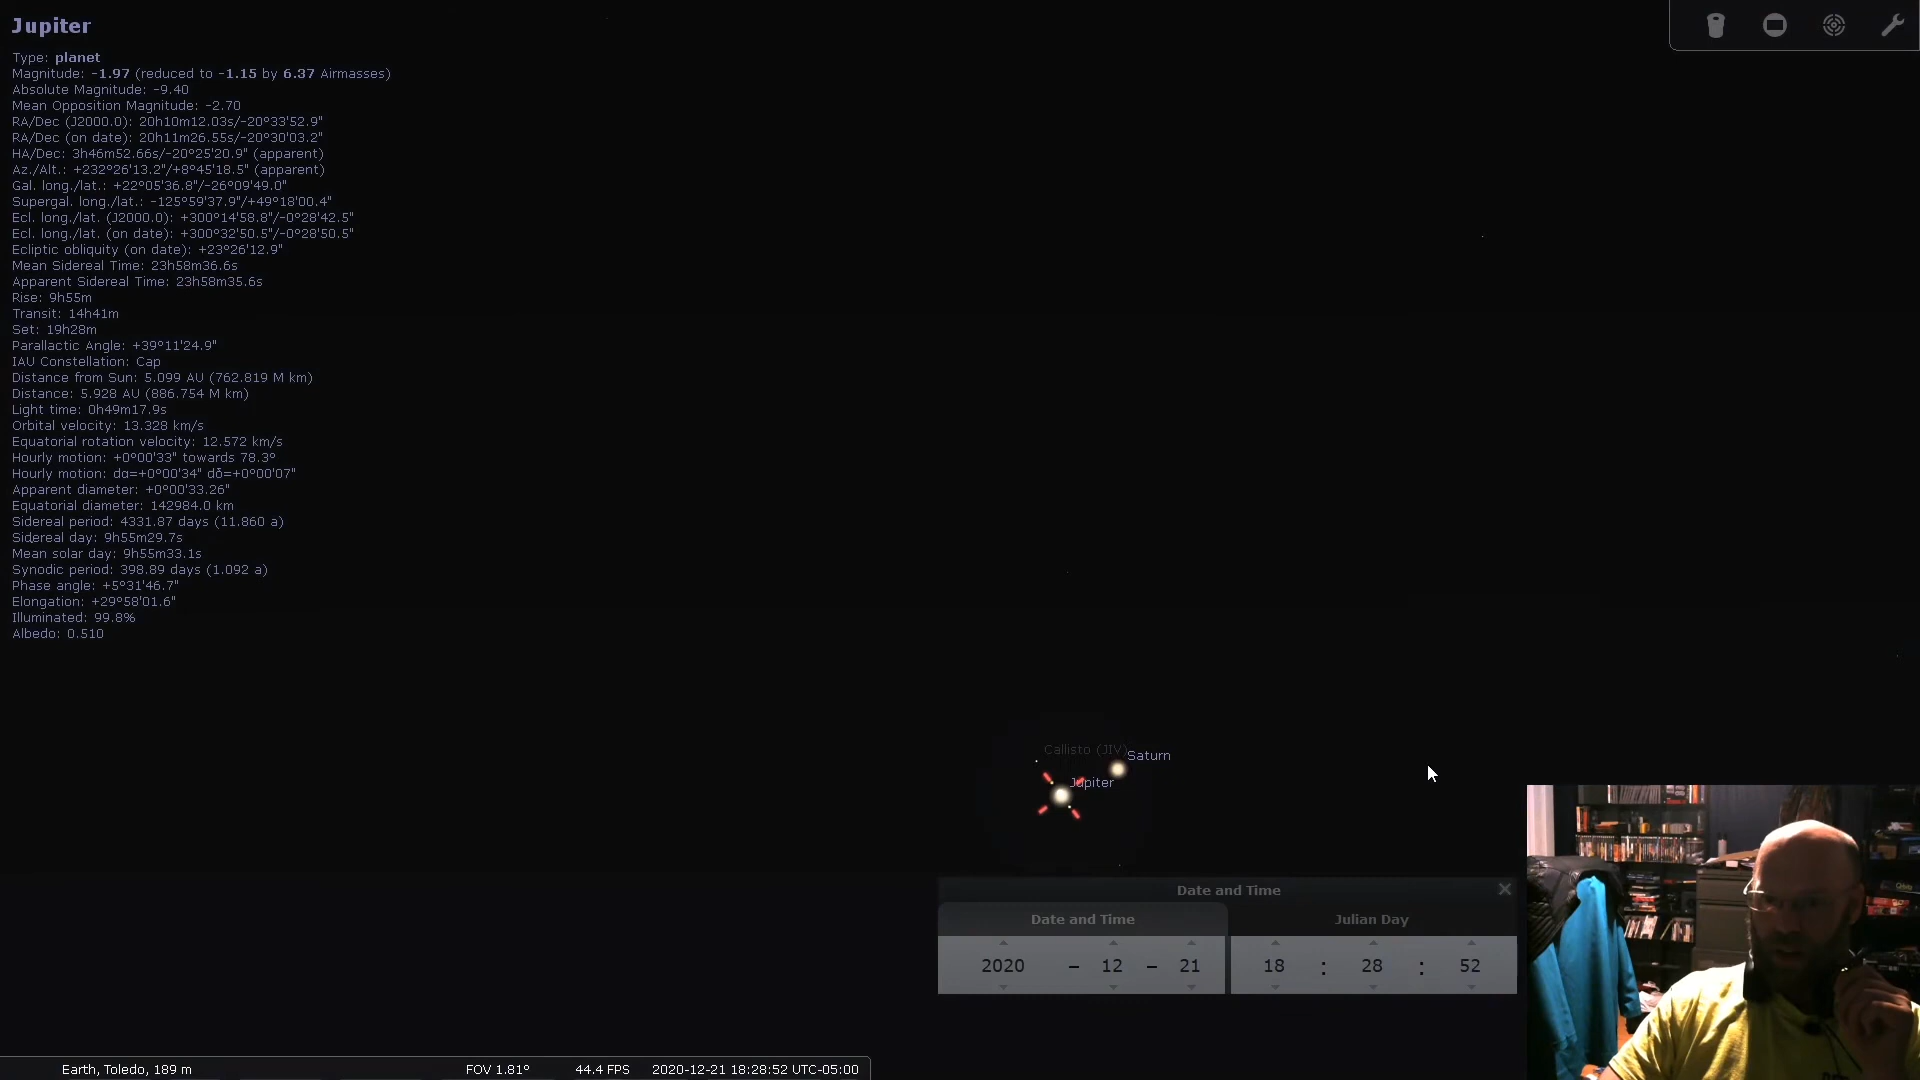 Jupiter
Type: planet
Magnitude: -1.97 (reduced to -1.15 by 6.37 Airmasses)
Absolute Magnitude: -9.40
Mean Opposition Magnitude: -2.70
RA/Dec (J2000.0): 20h10m12.03s/-20°33'52.9"
RA/Dec (on date): 20h11m26.55s/-20°30'03.2"
HA/Dec: 3h46m52.66s/-20°25'20.9" (apparent)
Az./Alt.: +232°26'13.2"/+8°45'18.5" (apparent)
Gal. long./lat.: +22°05'36.8"/-26°09'49.0"
Supergal. long./lat.: -125°59'37.9"/+49°18'00.4"
Ecl. long./lat. (J2000.0): +300°14'58.8"/-0°28'42.5"
Ecl. long./lat. (on date): +300°32'50.5"/-0°28'50.5"
Ecliptic obliquity (on date): +23°26'12.9"
Mean Sidereal Time: 23h58m36.6s
Apparent Sidereal Time: 23h58m35.6s
Rise: 9h55m
Transit: 14h41m
Set: 19h28m
Parallactic Angle: +39°11'24.9"
IAU Constellation: Cap
Distance from Sun: 5.099 AU (762.819 M km)
Distance: 5.928 AU (886.754 M km)
Light time: 0h49m17.9s
Orbital velocity: 13.328 km/s
Equatorial rotation velocity: 12.572 km/s
Hourly motion: +0°00'33" towards 78.3°
Hourly motion: dα=+0°00'34" dδ=+0°00'07"
Apparent diameter: +0°00'33.26"
Equatorial diameter: 142984.0 km
Sidereal period: 4331.87 days (11.860 a)
Sidereal day: 9h55m29.7s
Mean solar day: 9h55m33.1s
Synodic period: 398.89 days (1.092 a)
Phase angle: +5°31'46.7"
Elongation: +29°58'01.6"
Illuminated: 99.8%
Albedo: 0.510
Callisto (JIV)
Saturn
Jupiter
Date and Time
Date and Time Julian Day
2020 - 12 - 21 18 : 28 : 52
Earth, Toledo, 189 m FOV 1.81° 44.4 FPS 2020-12-21 18:28:52 UTC-05:00